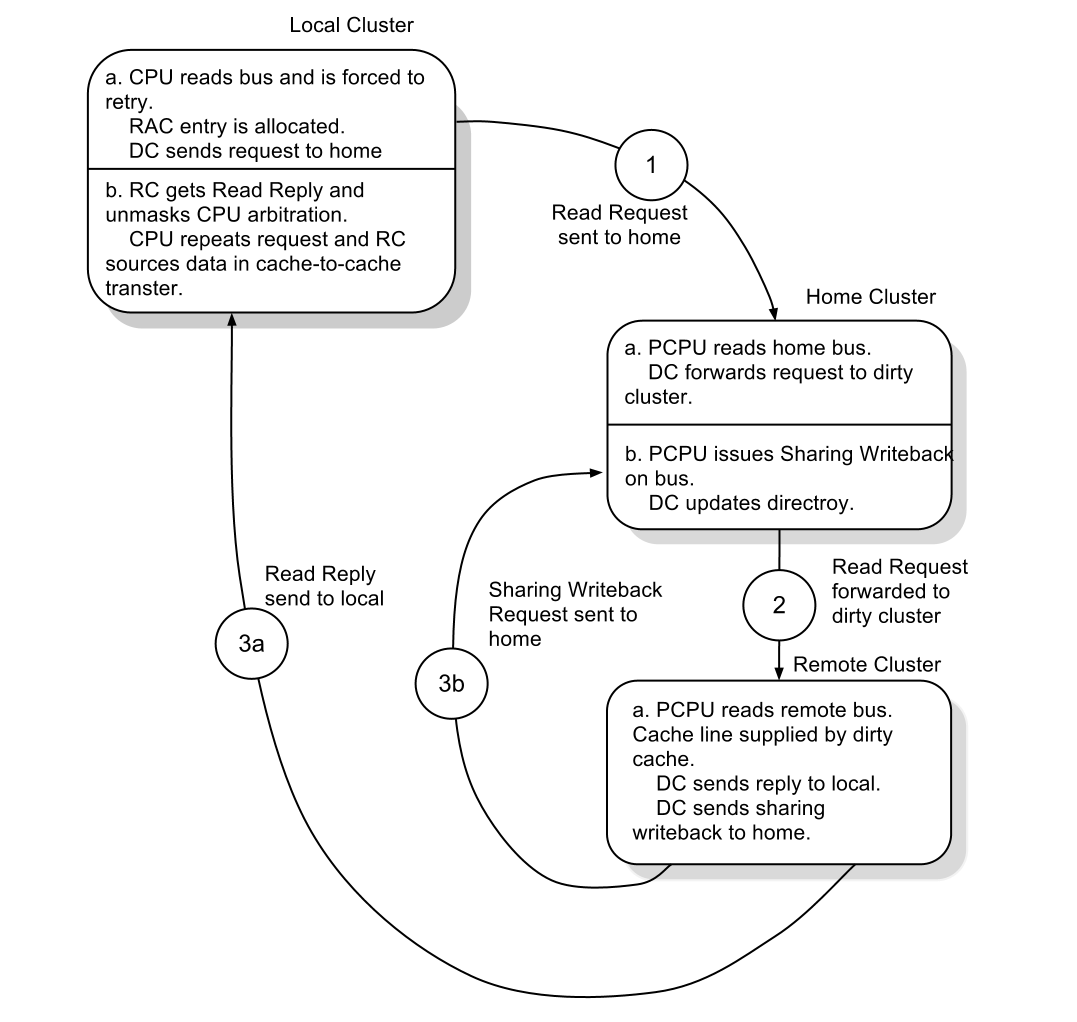 Local Cluster
a. CPU reads bus and is forced to
retry.
RAC entry is allocated.
DC sends request to home
b. RC gets Read Reply and
unmasks CPU arbitration.
CPU repeats request and RC
sources data in cache-to-cache
transter.
1
Read Request
sent to home
Home Cluster
a. PCPU reads home bus.
DC forwards request to dirty
cluster.
b. PCPU issues Sharing Writeback
on bus.
DC updates directroy.
2
Read Request
forwarded to
dirty cluster
Read Reply
send to local
3a
Sharing Writeback
Request sent to
home
3b
Remote Cluster
a. PCPU reads remote bus.
Cache line supplied by dirty
cache.
DC sends reply to local.
DC sends sharing
writeback to home.